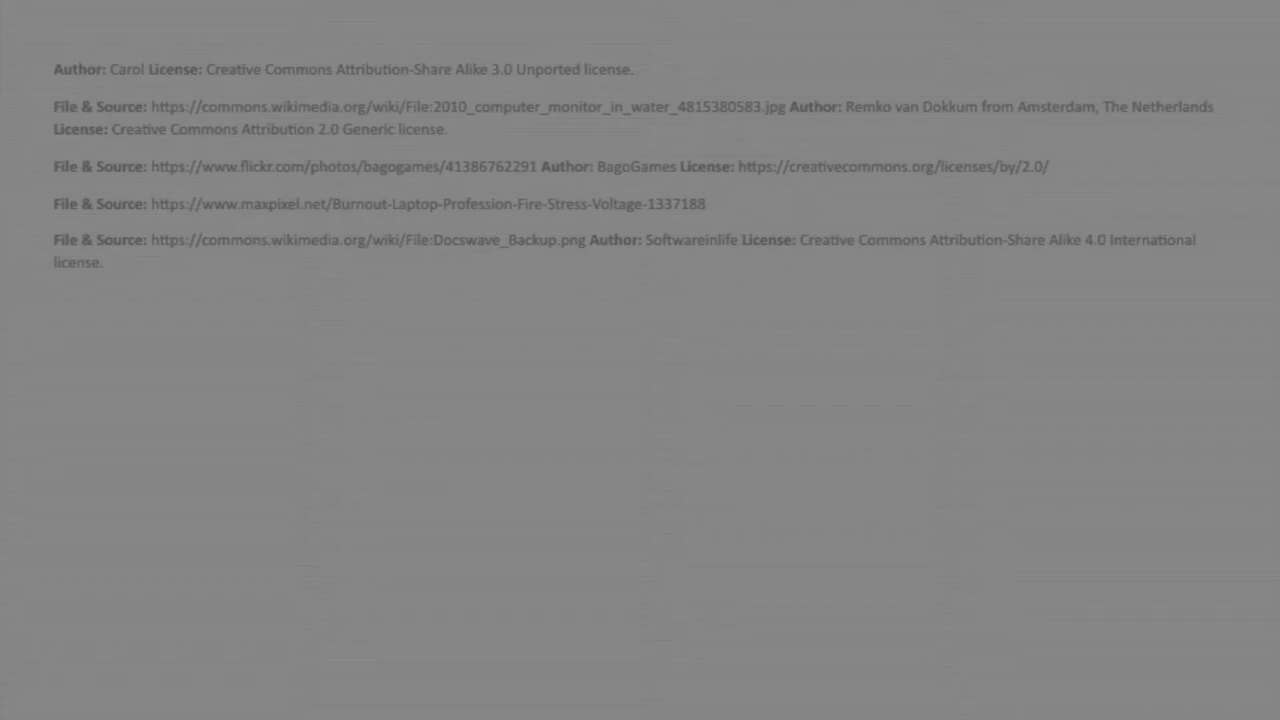 Author: Carol License: Creative Commons Attribution-Share Alike 3.0 Unported license.
File & Source: https://commons.wikimedia.org/wiki/File:2010_computer_monitor_in_water_4815380583.jpg Author: Remko van Dokkum from Amsterdam, The Netherlands
License: Creative Commons Attribution 2.0 Generic license.
File & Source: https://www.flickr.com/photos/bagogames/41386762291 Author: BagoGames License: https://creativecommons.org/licenses/by/2.0/
File & Source: https://www.maxpixel.net/Burnout-Laptop-Profession-Fire-Stress-Voltage-1337188
File & Source: https://commons.wikimedia.org/wiki/File:Docswave_Backup.png Author: Softwareinlife License: Creative Commons Attribution-Share Alike 4.0 International
license.